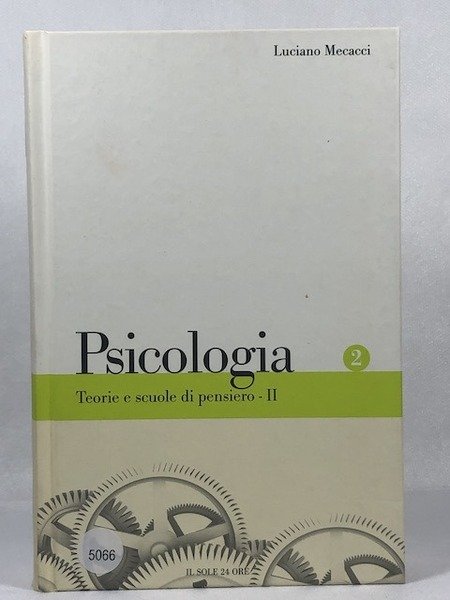 Luciano Mecacci
Psicologia 2
Teorie e scuole di pensiero - II
5066
IL SOLE 24 ORE